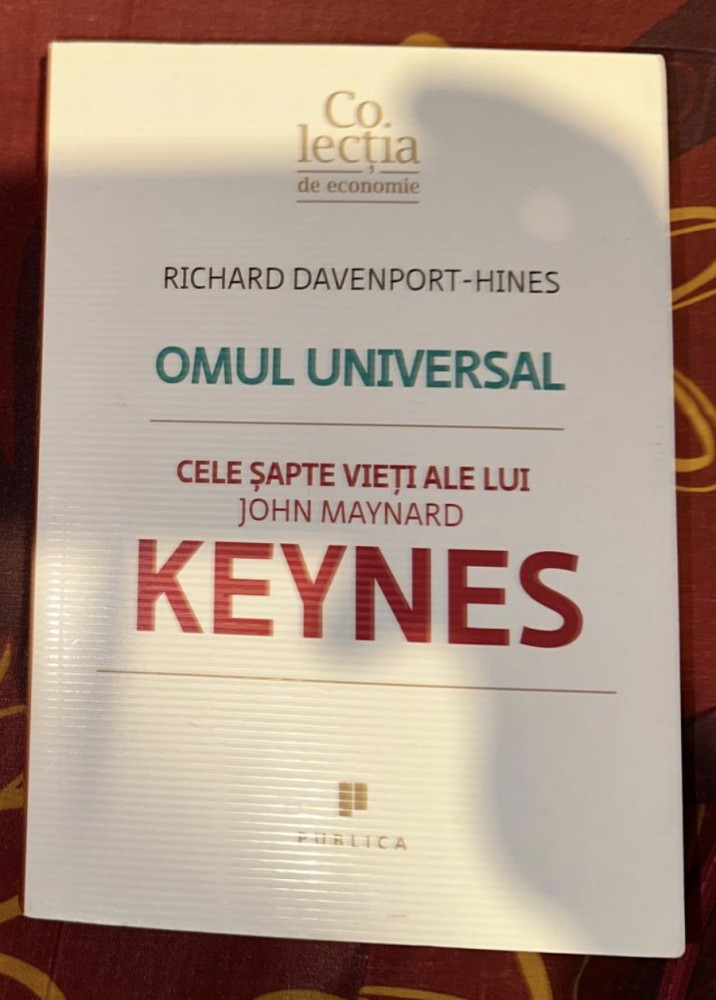 Co.
lecția
de economie
RICHARD DAVENPORT-HINES
OMUL UNIVERSAL
CELE ȘAPTE VIEȚI ALE LUI
JOHN MAYNARD
KEYNES
PUBLICA